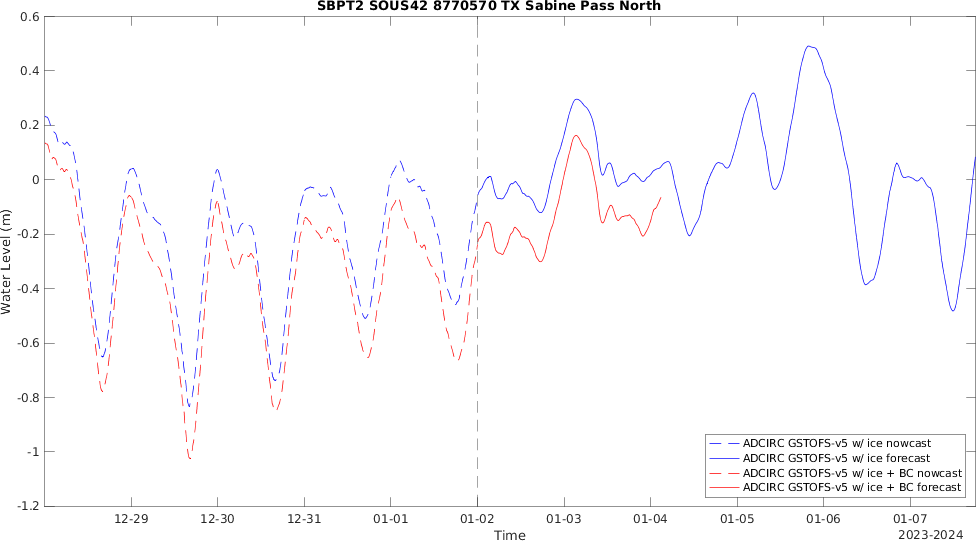 SBPT2 SOUS42 8770570 TX Sabine Pass North
0.6
0.4
0.2
0
-0.2
-0.4
-0.6
-0.8
-1
-1.2
Water Level (m)
ADCIRC GSTOFS-v5 w/ ice nowcast
ADCIRC GSTOFS-v5 w/ ice forecast
ADCIRC GSTOFS-v5 w/ ice + BC nowcast
ADCIRC GSTOFS-v5 w/ ice + BC forecast
12-29 12-30 12-31 01-01 01-02 01-03 01-04 01-05 01-06 01-07
Time
2023-2024